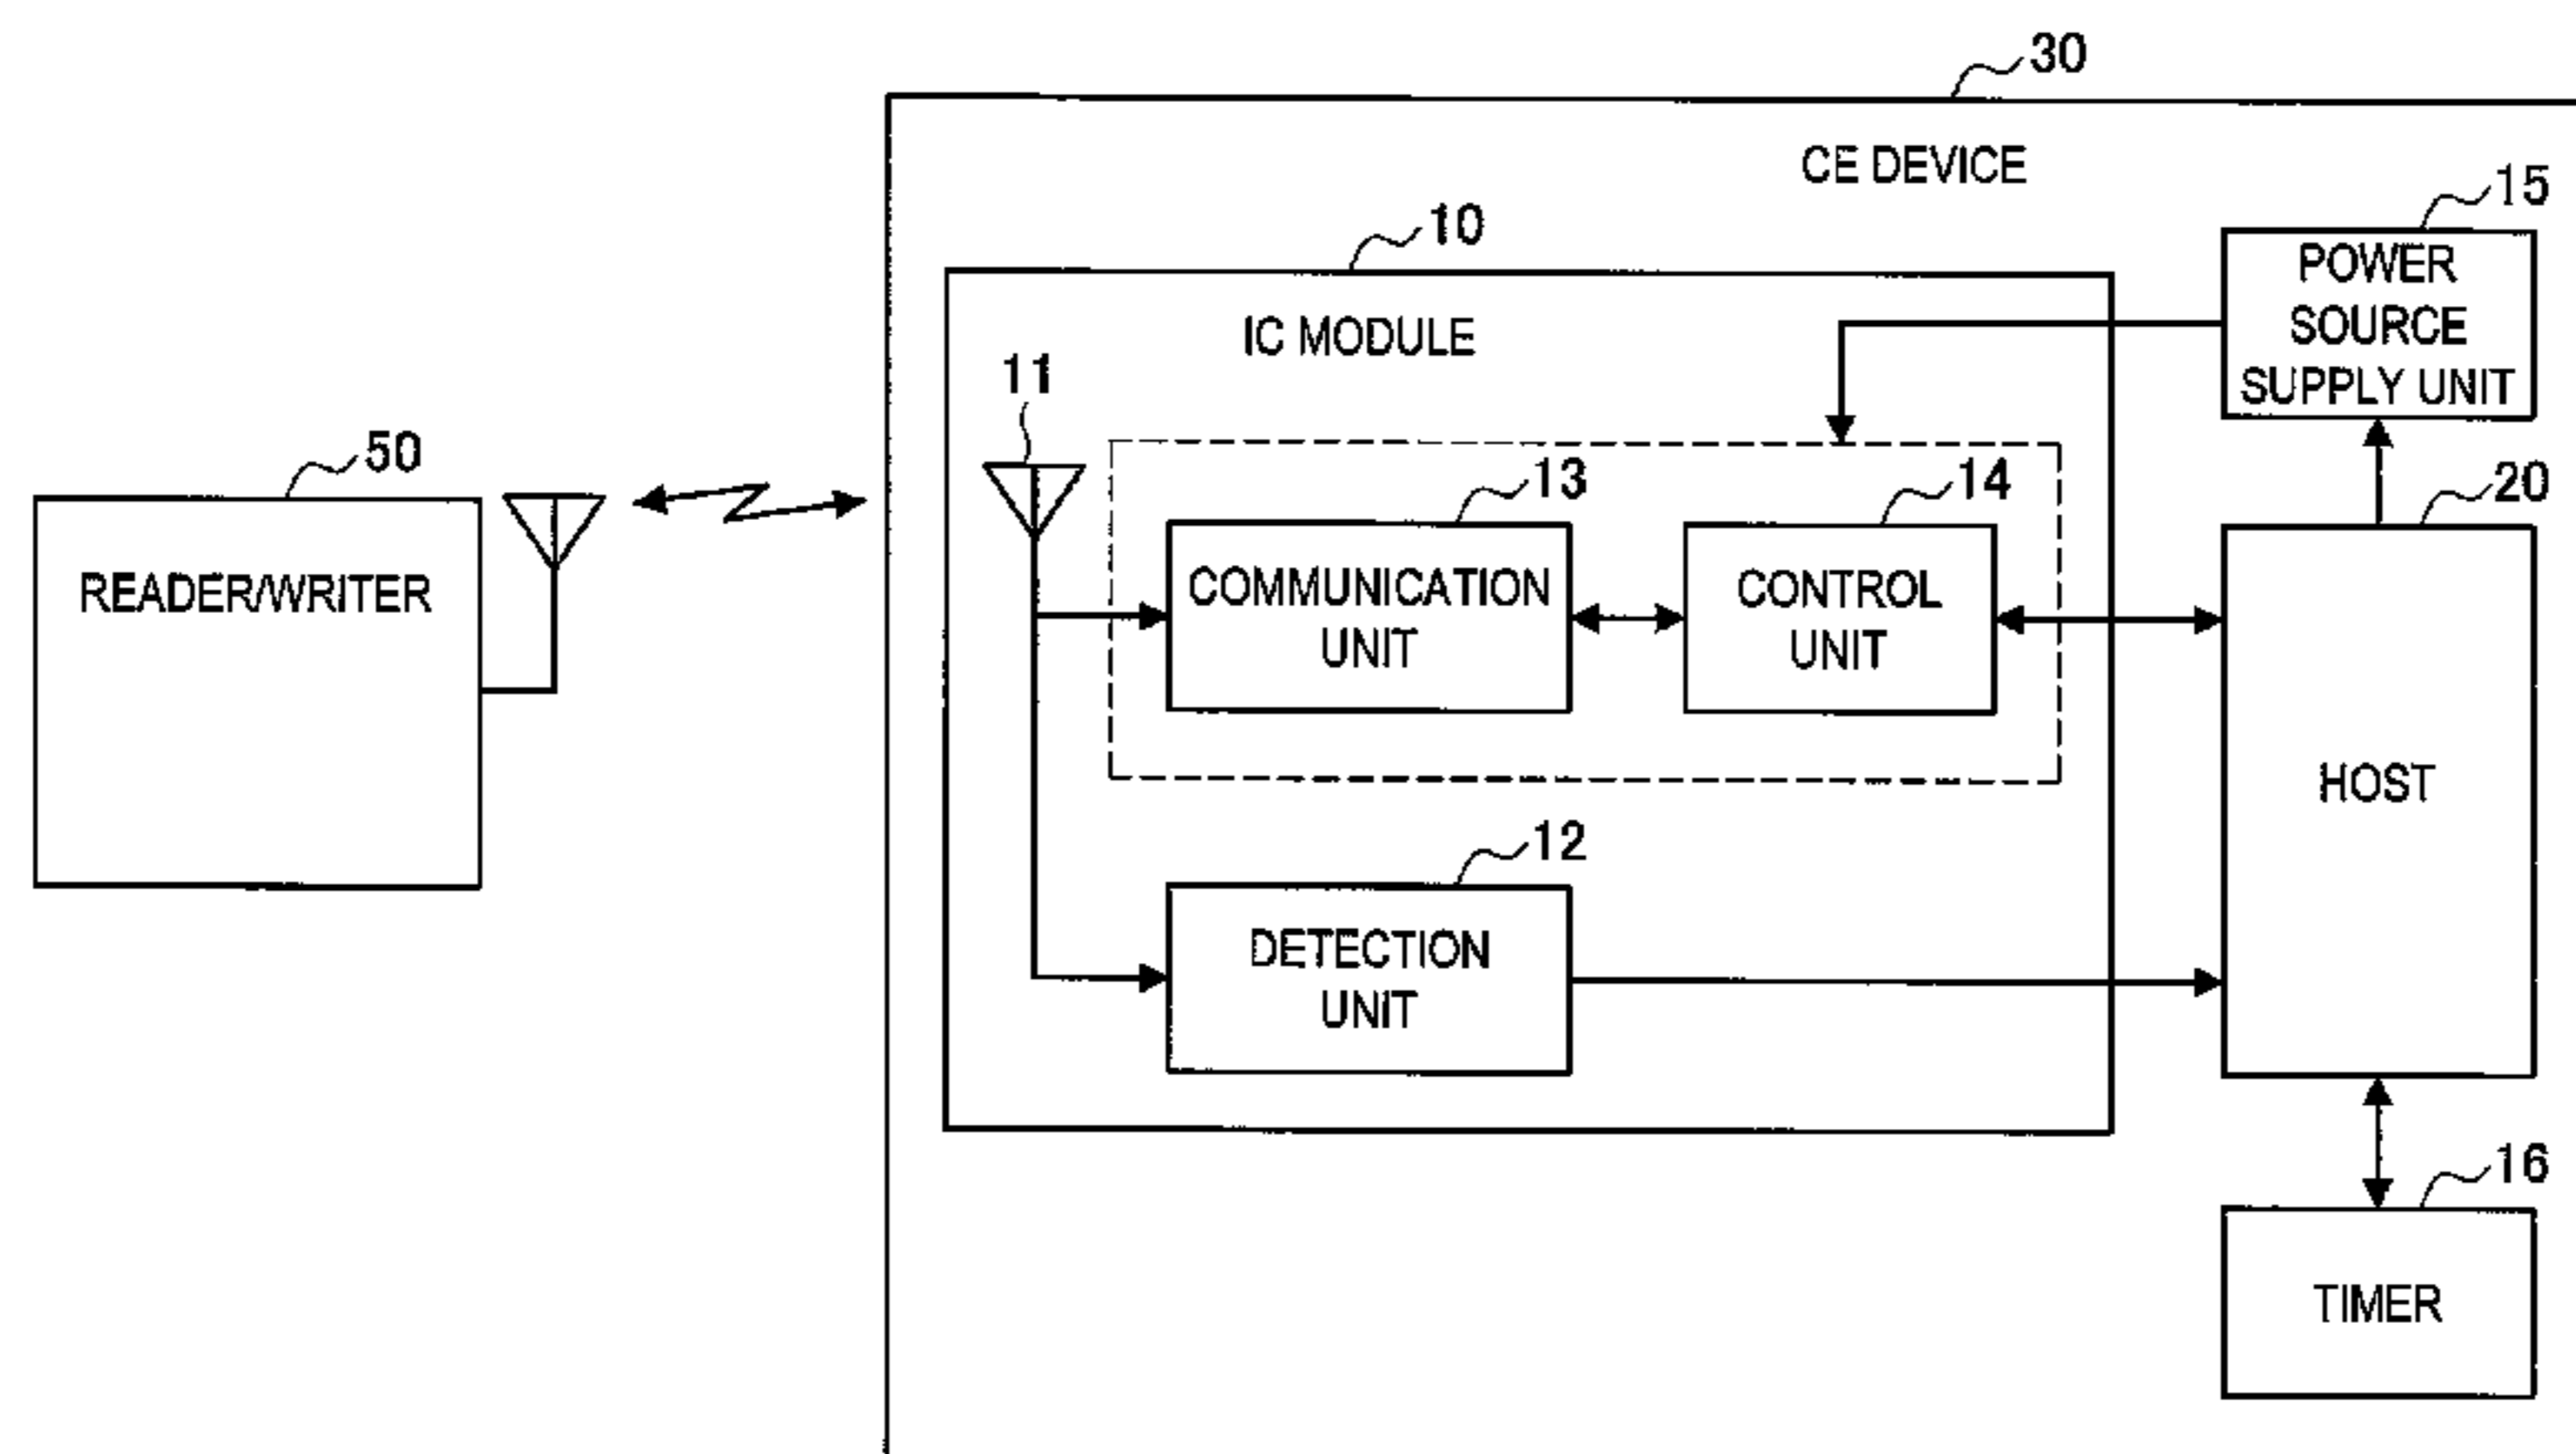 30
CE DEVICE
15
POWER
SOURCE
SUPPLY UNIT
10
IC MODULE
11
50
READER/WRITER
13
COMMUNICATION
UNIT
14
CONTROL
UNIT
20
HOST
12
DETECTION
UNIT
16
TIMER